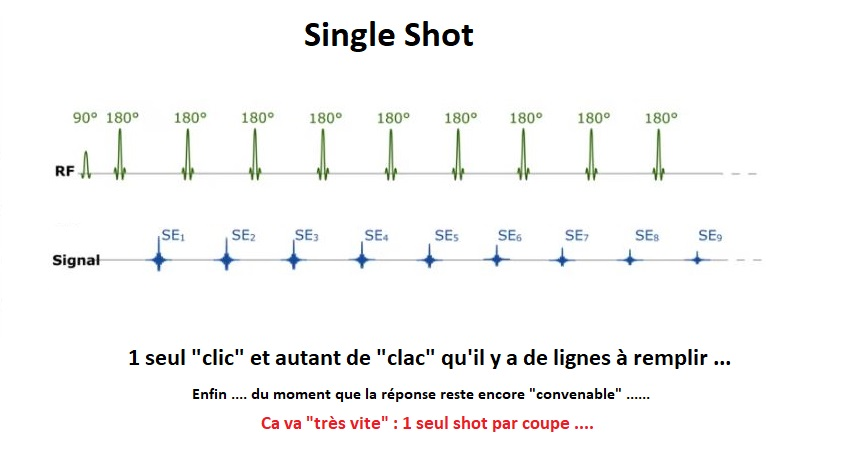 Single Shot
90° 180° 180° 180° 180° 180° 180° 180° 180° 180°
RF
SE1 SE2 SE3 SE4 SE5 SE6 SE7 SE8 SE9
Signal
1 seul "clic" et autant de "clac" qu'il y a de lignes à remplir ...
Enfin .... du moment que la réponse reste encore "convenable" ......
Ca va "très vite" : 1 seul shot par coupe ....